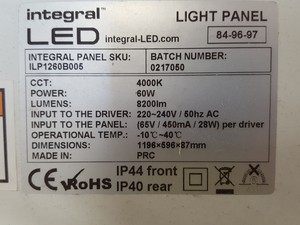 integral LIGHT PANEL
LED integral-LED.com 84-96-97
INTEGRAL PANEL SKU: BATCH NUMBER:
ILP1260B005 0217050
CCT: 4000K
POWER: 60W
LUMENS: 8200lm
INPUT TO THE DRIVER: 220~240V / 50hz AC
INPUT TO THE PANEL: (65V / 450mA / 28W) per driver
OPERATIONAL TEMP.: -10℃~40℃
DIMENSIONS: 1196×596×87mm
MADE IN: PRC
CE RoHS IP44 front
IP40 rear